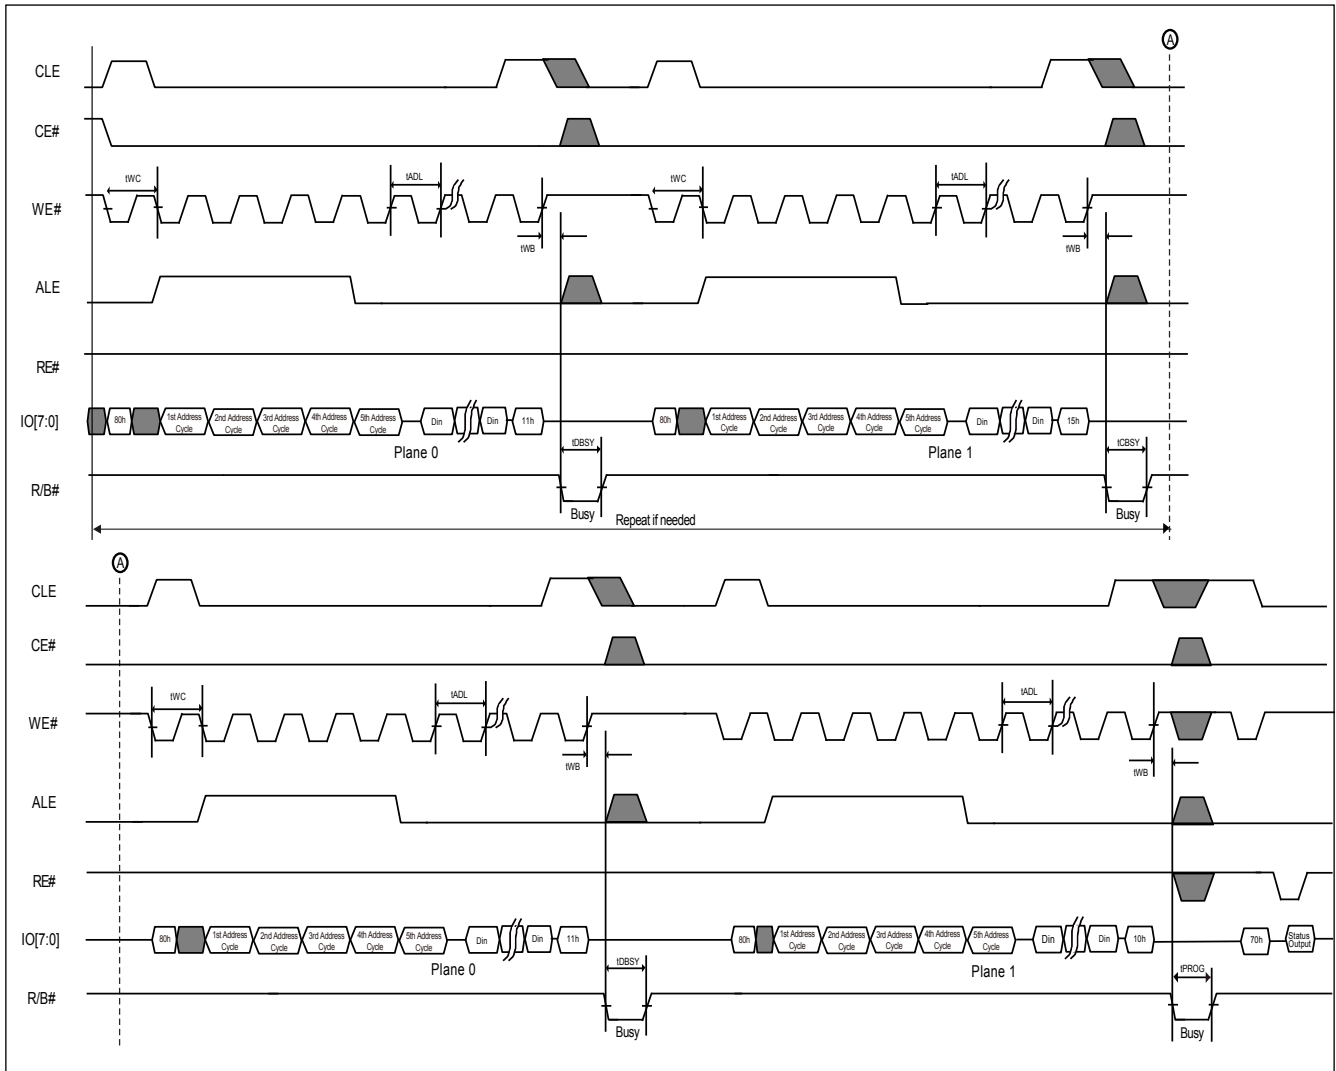 A
CLE
CE#
tWC
tADL
tWC
tADL
WE#
tWB
tWB
ALE
RE#
IO[7:0]
80h
1st Address Cycle
2nd Address Cycle
3rd Address Cycle
4th Address Cycle
5th Address Cycle
Din
Din
11h
80h
1st Address Cycle
2nd Address Cycle
3rd Address Cycle
4th Address Cycle
5th Address Cycle
Din
Din
15h
Plane 0
Plane 1
tDBSY
tCBSY
R/B#
Busy
Repeat if needed
Busy
A
CLE
CE#
tWC
tADL
tADL
WE#
tWB
tWB
ALE
RE#
IO[7:0]
80h
1st Address Cycle
2nd Address Cycle
3rd Address Cycle
4th Address Cycle
5th Address Cycle
Din
Din
11h
80h
1st Address Cycle
2nd Address Cycle
3rd Address Cycle
4th Address Cycle
5th Address Cycle
Din
Din
10h
70h
Status Output
Plane 0
Plane 1
tDBSY
tPROG
R/B#
Busy
Busy